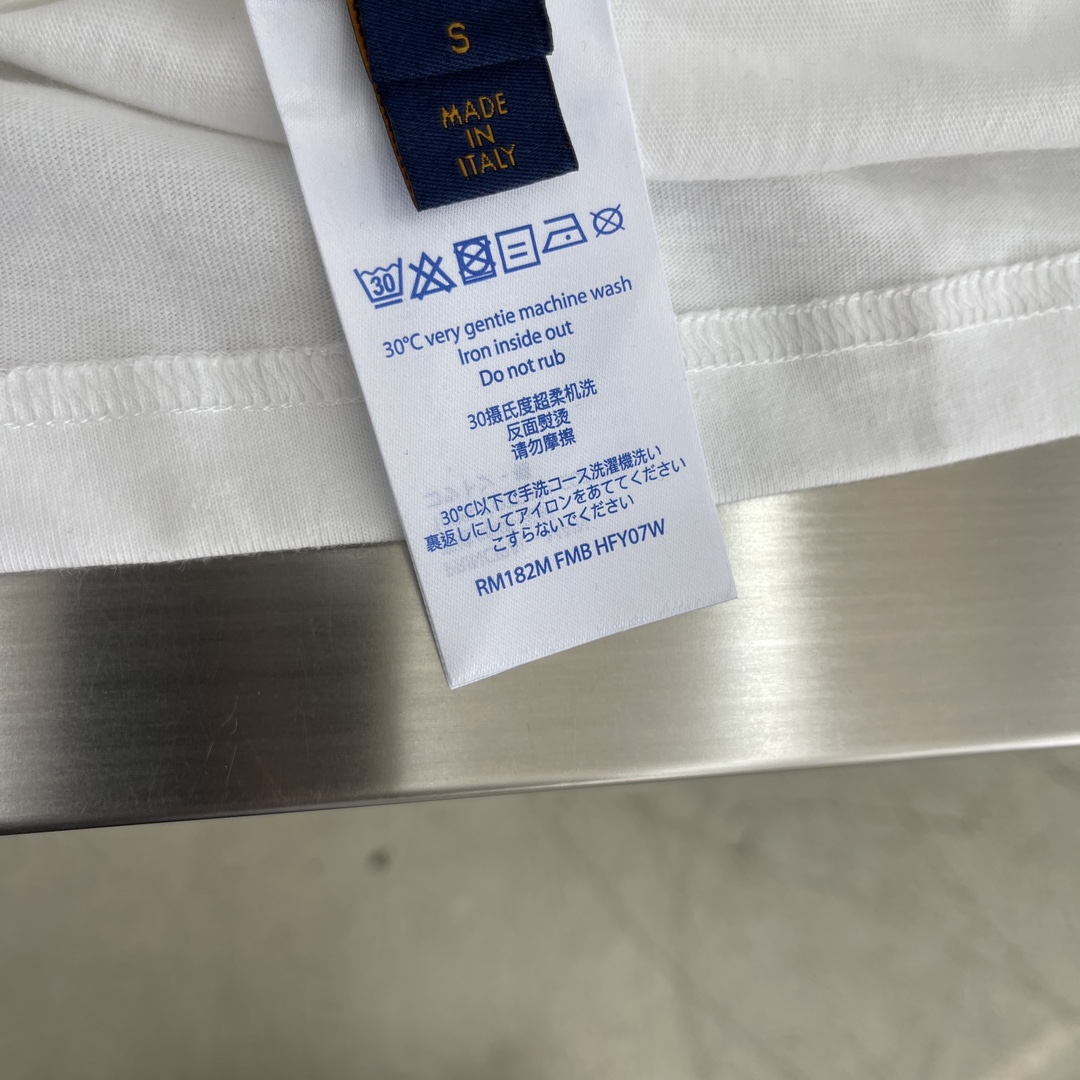 S
MADE
IN
ITALY
30
30°C very gentie machine wash
Iron inside out
Do not rub
30摄氏度超柔机洗
反面熨烫
请勿摩擦
30℃以下で手洗コース洗濯機洗い
裏返しにしてアイロンをあててください
こすらないでください
RM182M FMB HFY07W